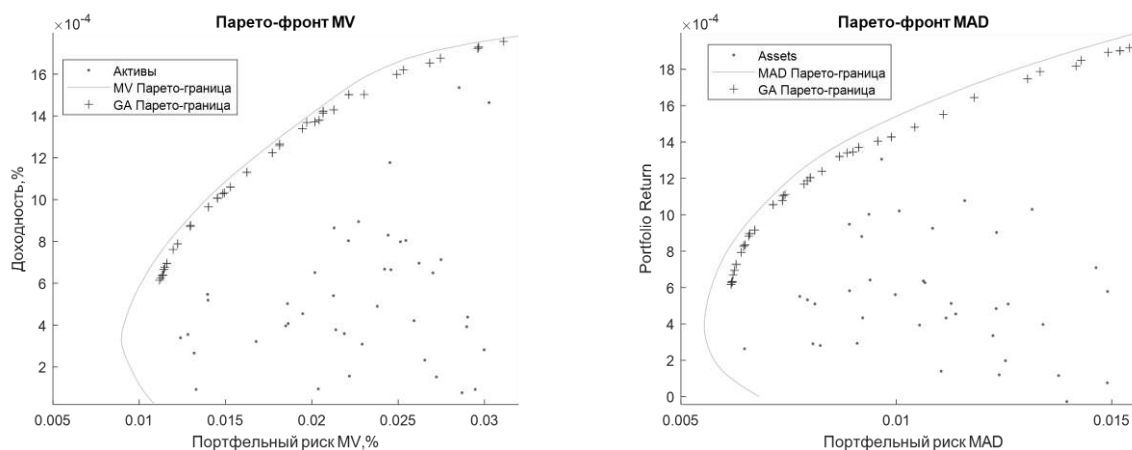 Парето-фронт MV
×10⁻⁴
Активы
MV Парето-граница
GA Парето-граница
16
14
12
10
8
6
4
2
Доходность,%
0.005
0.01
0.015
0.02
0.025
0.03
Портфельный риск MV,%
Парето-фронт MAD
×10⁻⁴
Assets
MAD Парето-граница
GA Парето-граница
20
18
16
14
12
10
8
6
4
2
0
Portfolio Return
0.005
0.01
0.015
Портфельный риск MAD